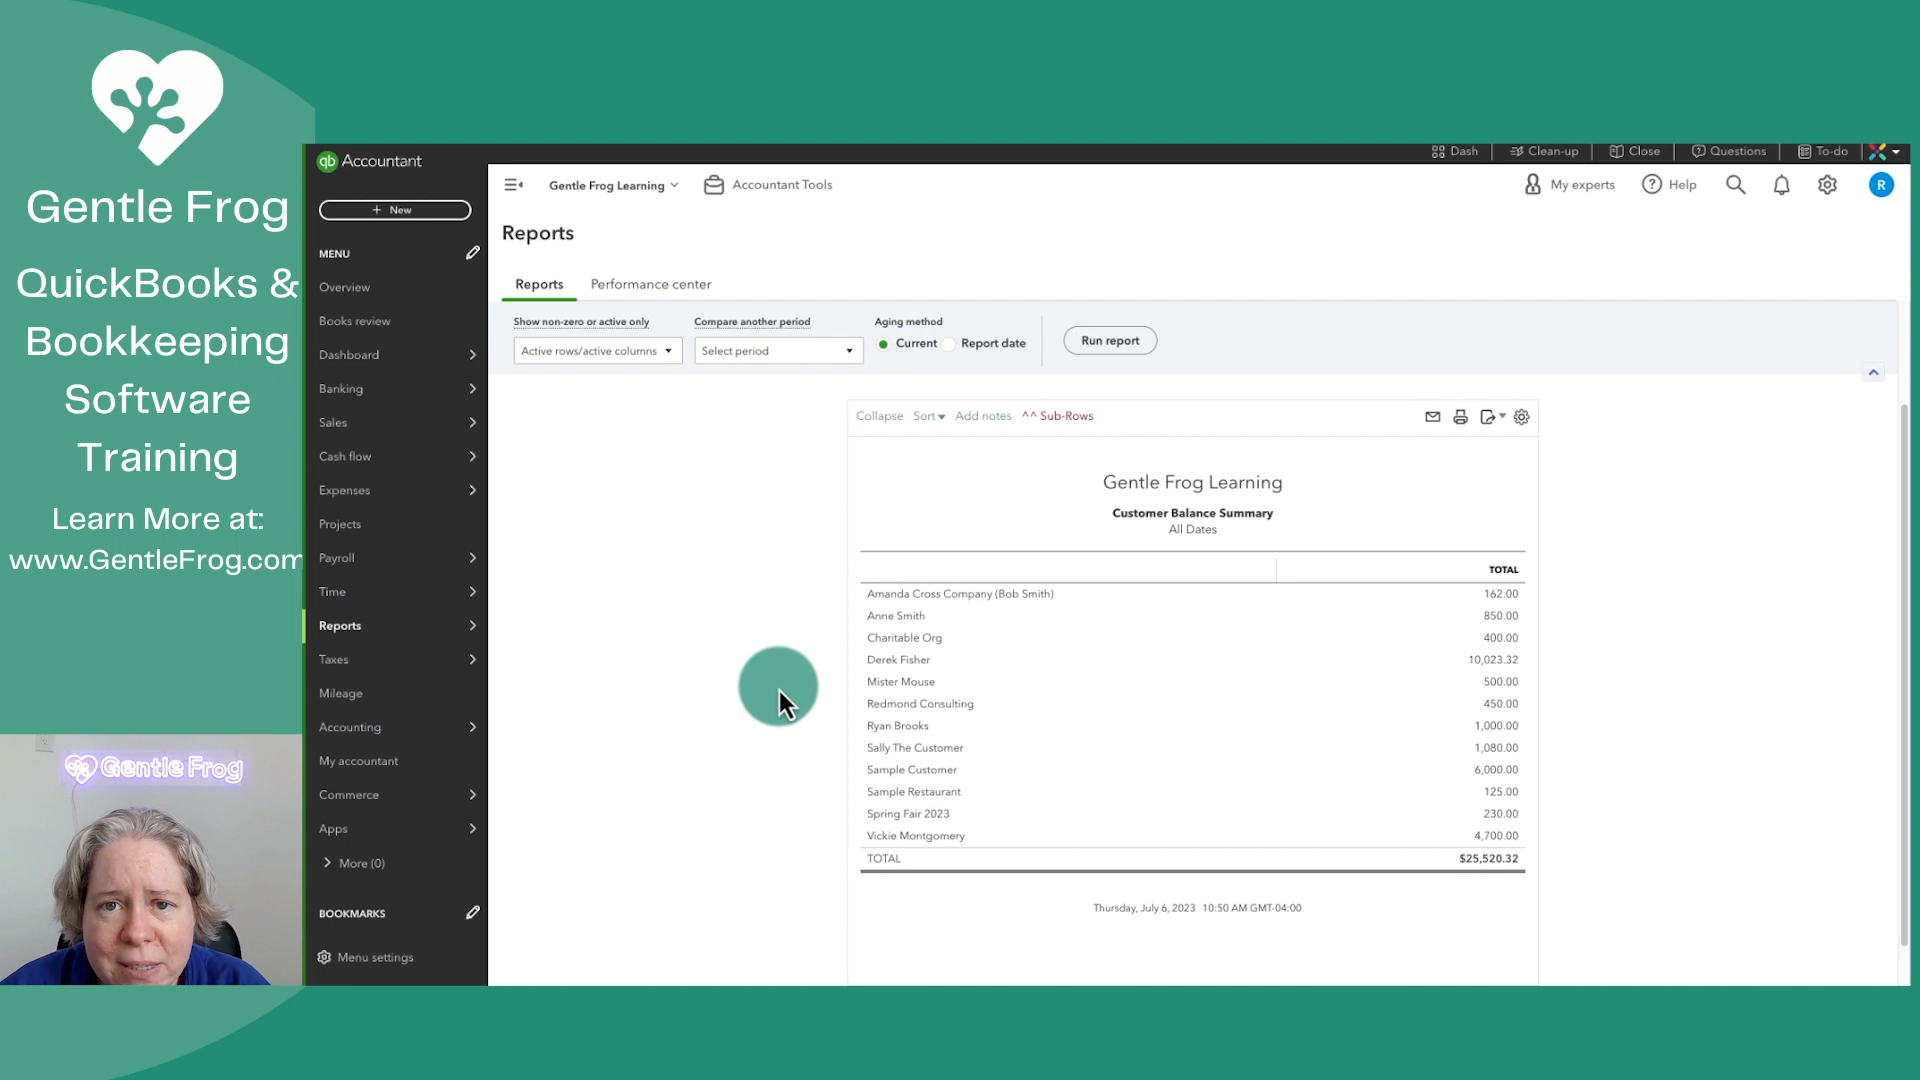 Gentle Frog
QuickBooks &
Bookkeeping
Software
Training
Learn More at:
www.GentleFrog.com
Gentle Frog
qb Accountant
+ New
MENU
Overview
Books review
Dashboard
Banking
Sales
Cash flow
Expenses
Projects
Payroll
Time
Reports
Taxes
Mileage
Accounting
My accountant
Commerce
Apps
More (0)
BOOKMARKS
Menu settings
Dash
Clean-up
Close
Questions
To-do
Gentle Frog Learning
Accountant Tools
My experts
Help
R
Reports
Reports Performance center
Show non-zero or active only Compare another period Aging method
Active rows/active columns Select period Current Report date Run report
Collapse Sort Add notes ^^ Sub-Rows
Gentle Frog Learning
Customer Balance Summary
All Dates
TOTAL
Amanda Cross Company (Bob Smith) 162.00
Anne Smith 850.00
Charitable Org 400.00
Derek Fisher 10,023.32
Mister Mouse 500.00
Redmond Consulting 450.00
Ryan Brooks 1,000.00
Sally The Customer 1,080.00
Sample Customer 6,000.00
Sample Restaurant 125.00
Spring Fair 2023 230.00
Vickie Montgomery 4,700.00
TOTAL $25,520.32
Thursday, July 6, 2023 10:50 AM GMT-04:00